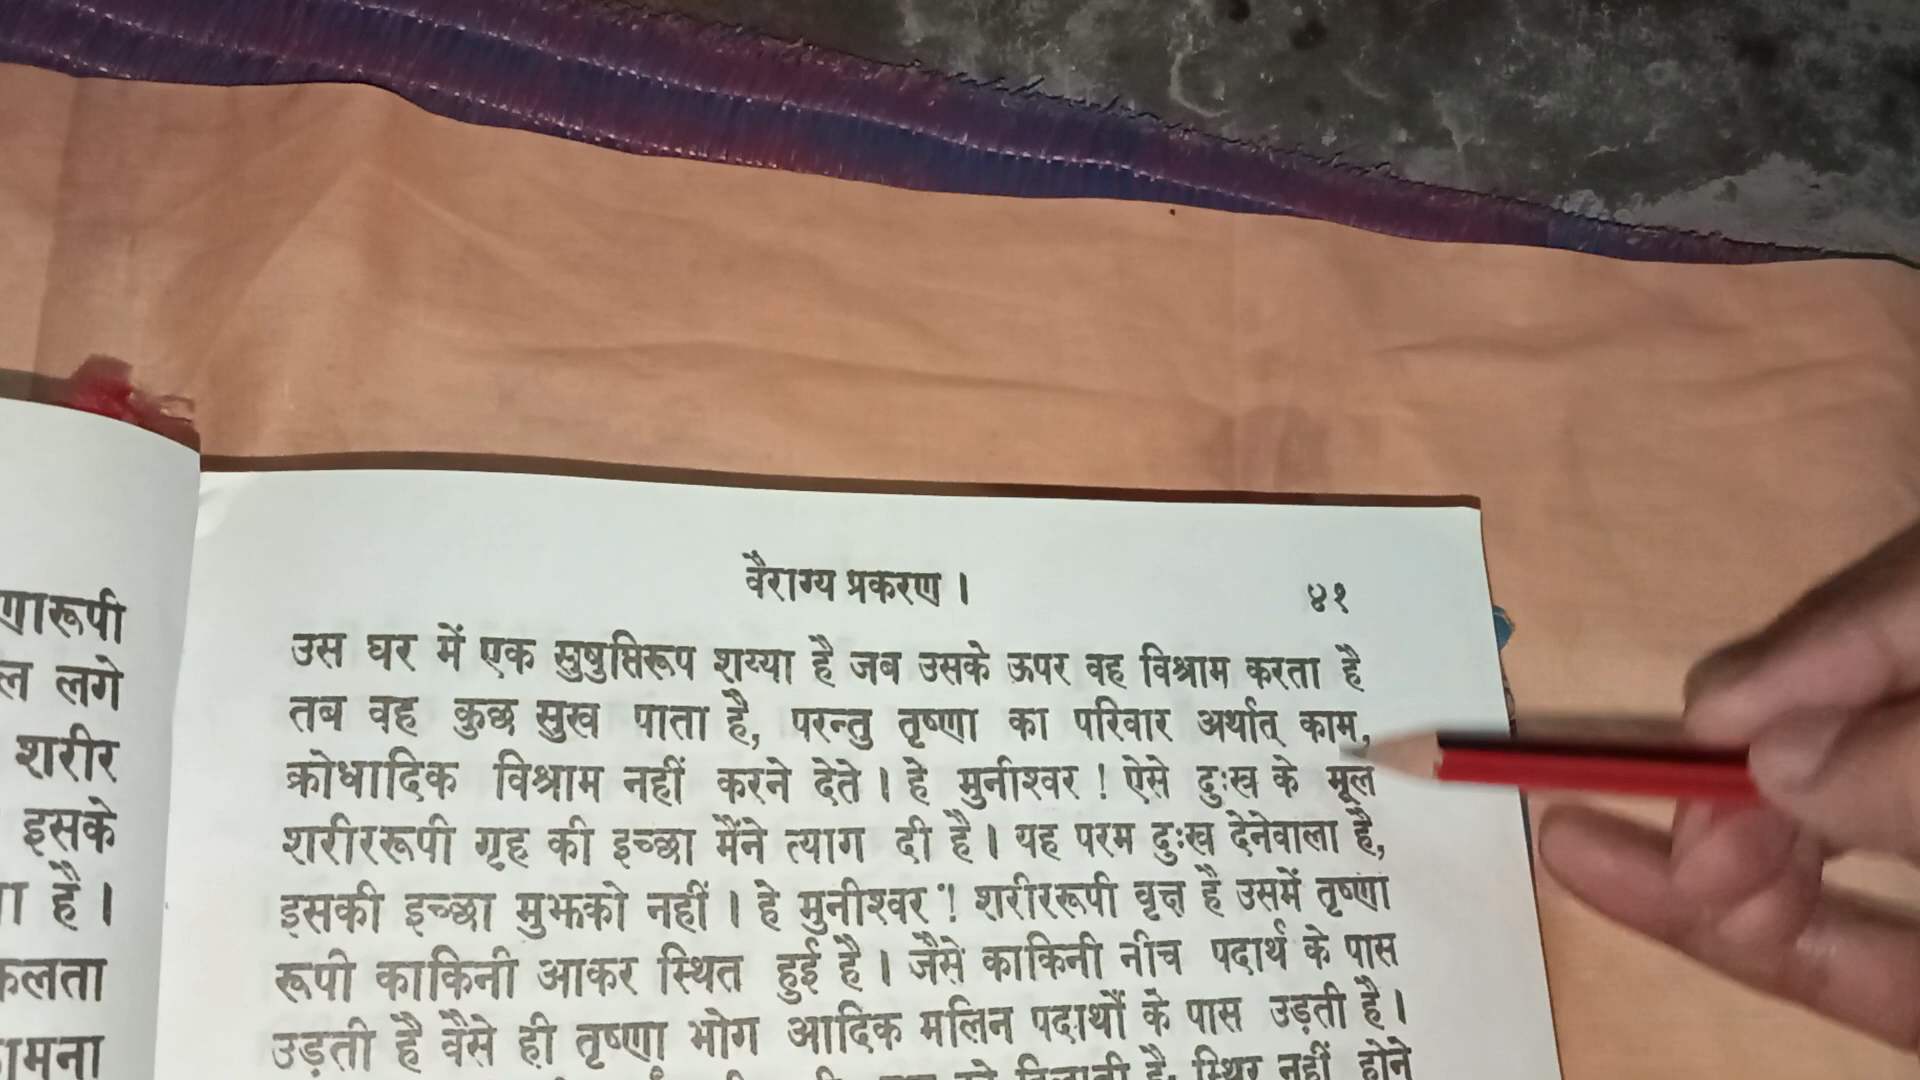 णारूपी
ल लगे
शरीर
इसके
है।
कलता
वैराग्य प्रकरण। ४१
उस घर में एक सुषुप्तिरूप शय्या है जब उसके ऊपर वह विश्राम करता है
तब वह कुछ सुख पाता है, परन्तु तृष्णा का परिवार अर्थात् काम,
क्रोधादिक विश्राम नहीं करने देते। हे मुनीश्वर! ऐसे दुःख के मूल
शरीररूपी गृह की इच्छा मैंने त्याग दी है। यह परम दुःख देनेवाला है,
इसकी इच्छा मुझको नहीं। हे मुनीश्वर! शरीररूपी वृक्ष है उसमें तृष्णा
रूपी काकिनी आकर स्थित हुई है। जैसे काकिनी नीच पदार्थ के पास
उड़ती है वैसे ही तृष्णा भोग आदिक मलिन पदार्थों के पास उड़ती है।
है, स्थिर नहीं होने